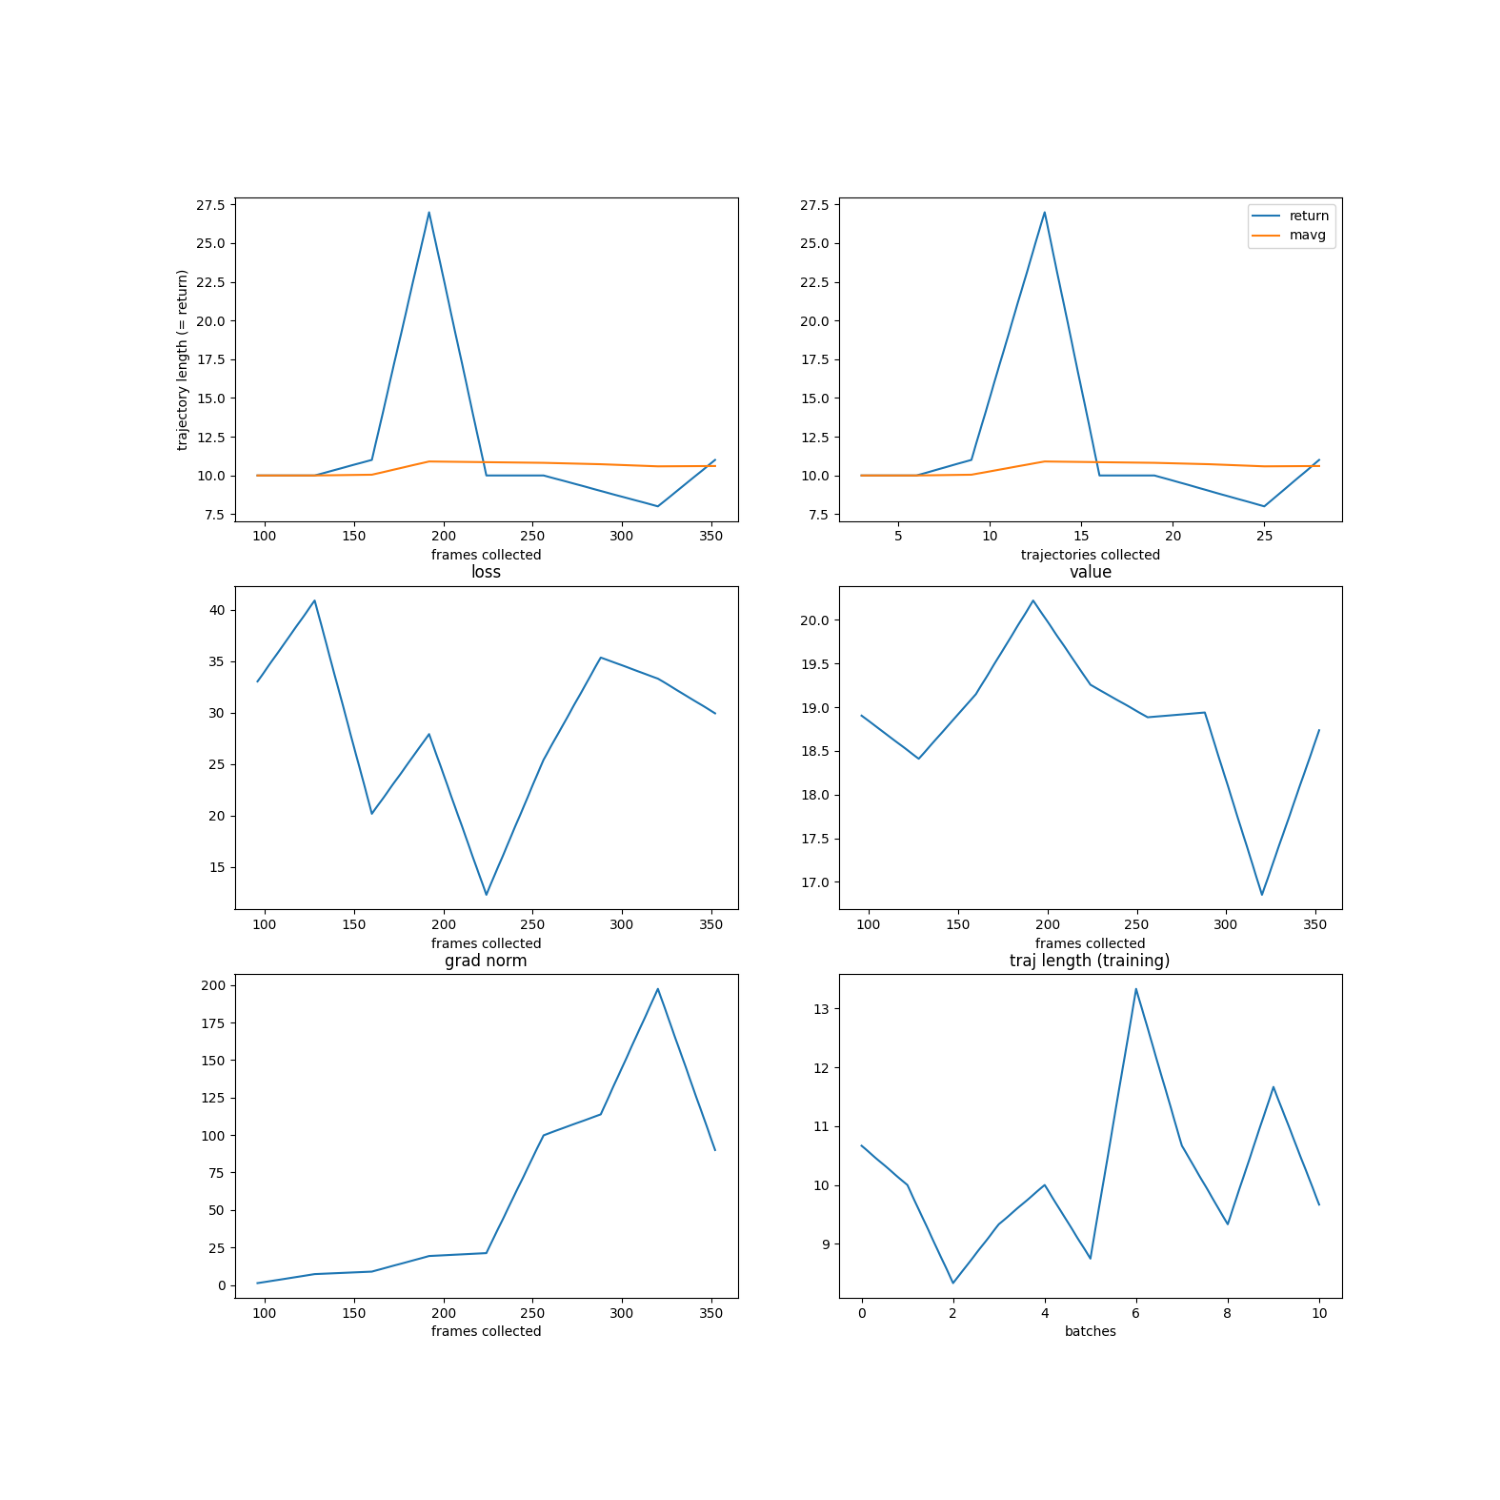 27.5
25.0
22.5
20.0
17.5
15.0
12.5
10.0
7.5
trajectory length (= return)
100 150 200 250 300 350
frames collected
27.5
25.0
22.5
20.0
17.5
15.0
12.5
10.0
7.5
return
mavg
5 10 15 20 25
trajectories collected
loss
40
35
30
25
20
15
100 150 200 250 300 350
frames collected
value
20.0
19.5
19.0
18.5
18.0
17.5
17.0
100 150 200 250 300 350
frames collected
grad norm
200
175
150
125
100
75
50
25
0
100 150 200 250 300 350
frames collected
traj length (training)
13
12
11
10
9
0 2 4 6 8 10
batches